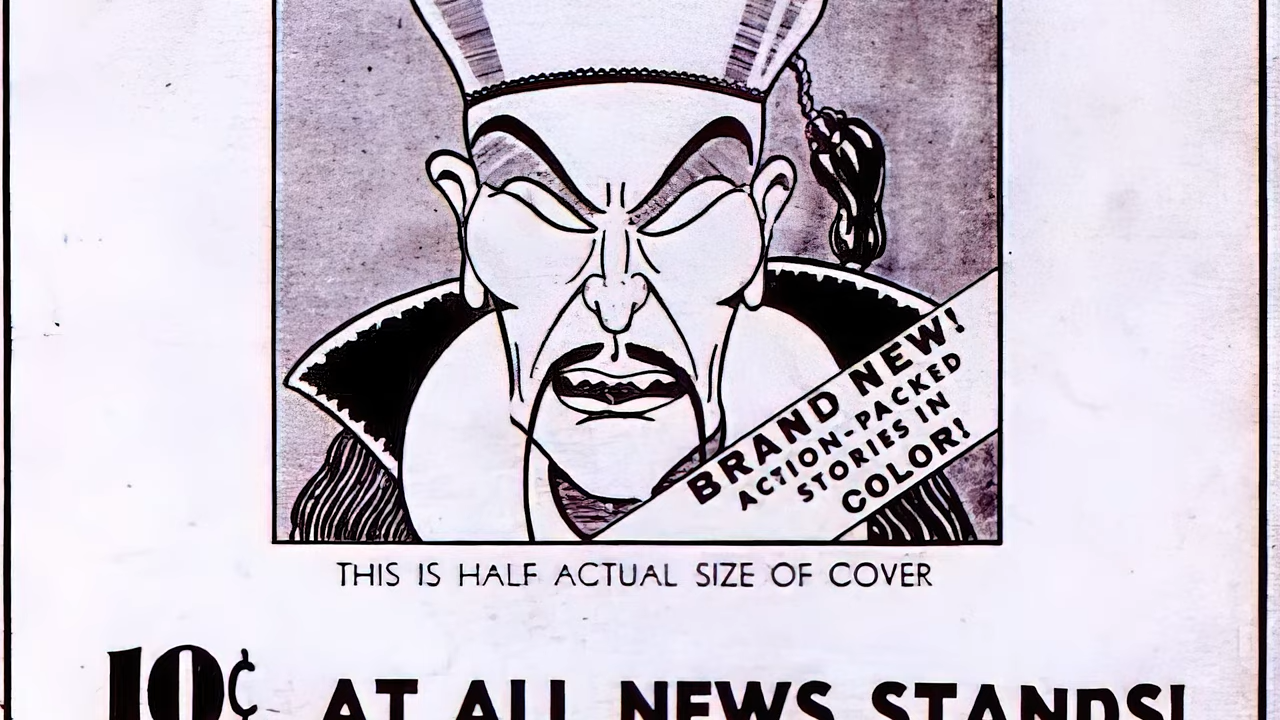 BRAND NEW!
ACTION-PACKED
STORIES IN
COLOR!
THIS IS HALF ACTUAL SIZE OF COVER
10¢ AT ALL NEWS STANDS!